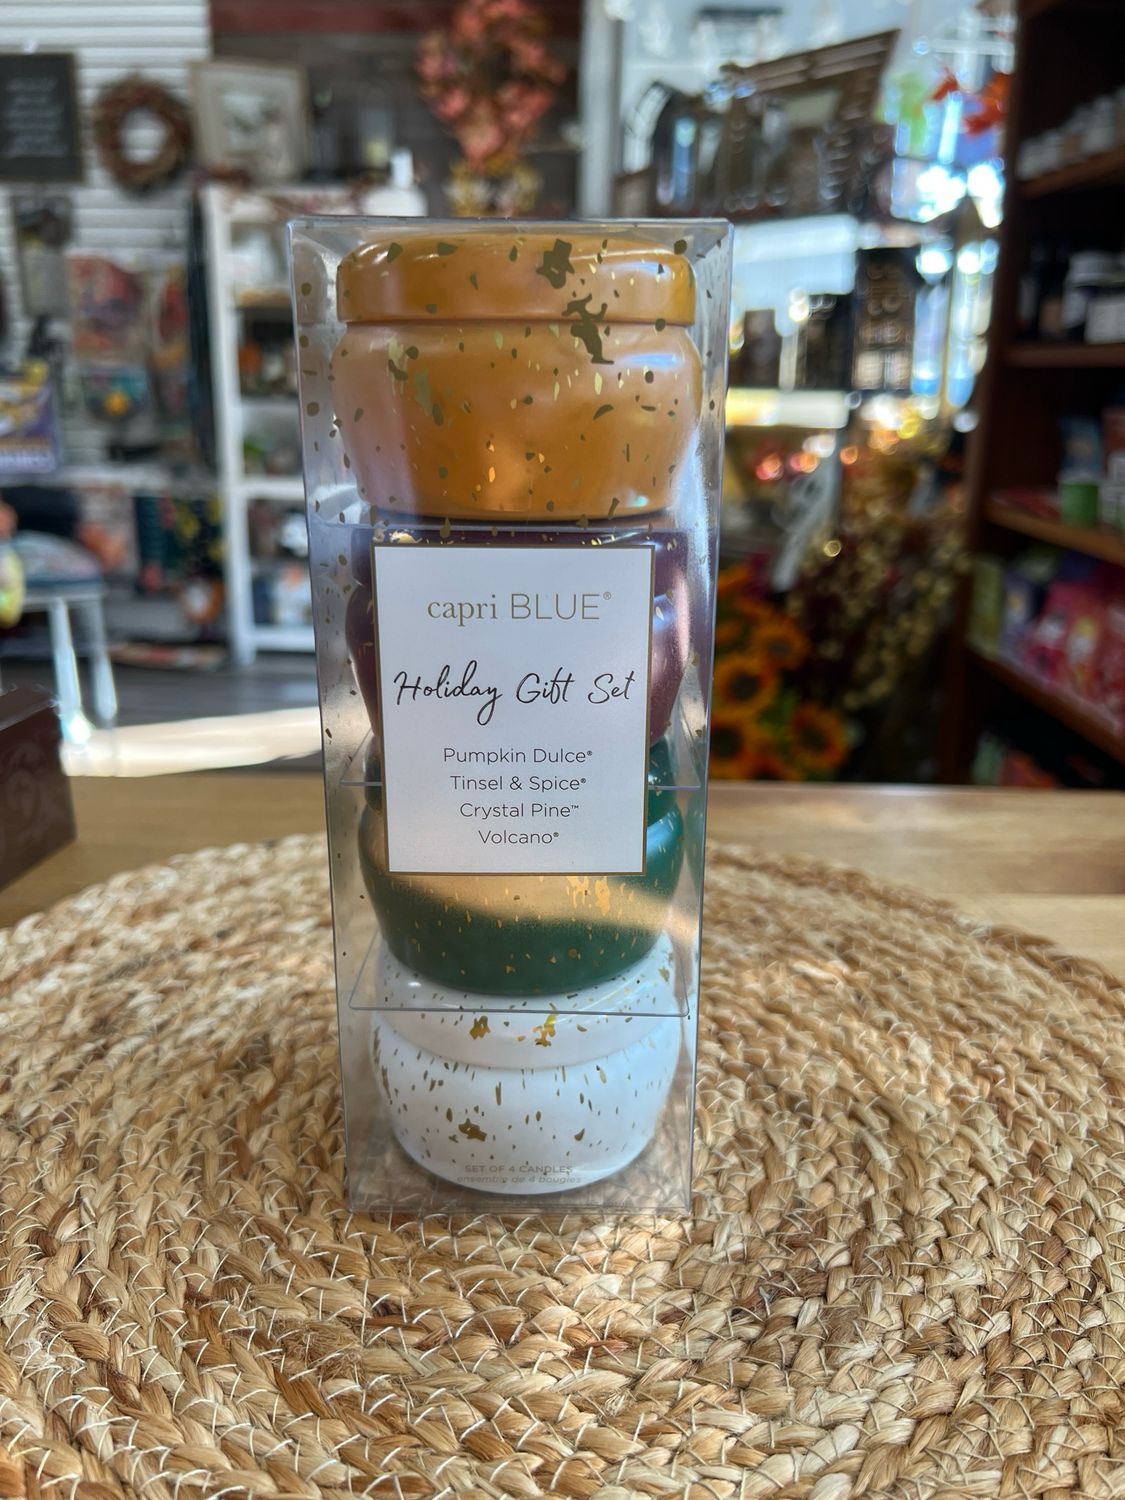 capri BLUE®
Holiday Gift Set
Pumpkin Dulce®
Tinsel & Spice®
Crystal Pine™
Volcano®
SET OF 4 CANDLES
ensemble de 4 bougies